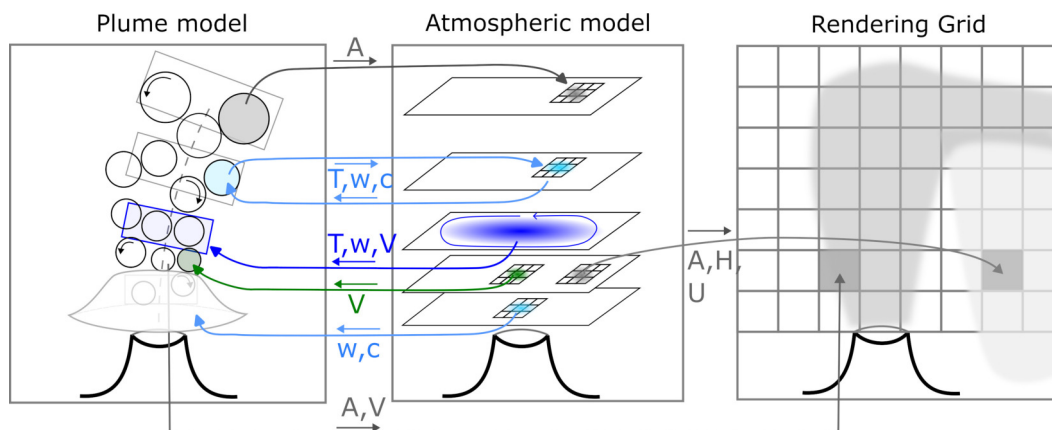 Plume model
Atmospheric model
Rendering Grid
A
T,w,c
T,w,V
V
w,c
A,H,
U
A,V